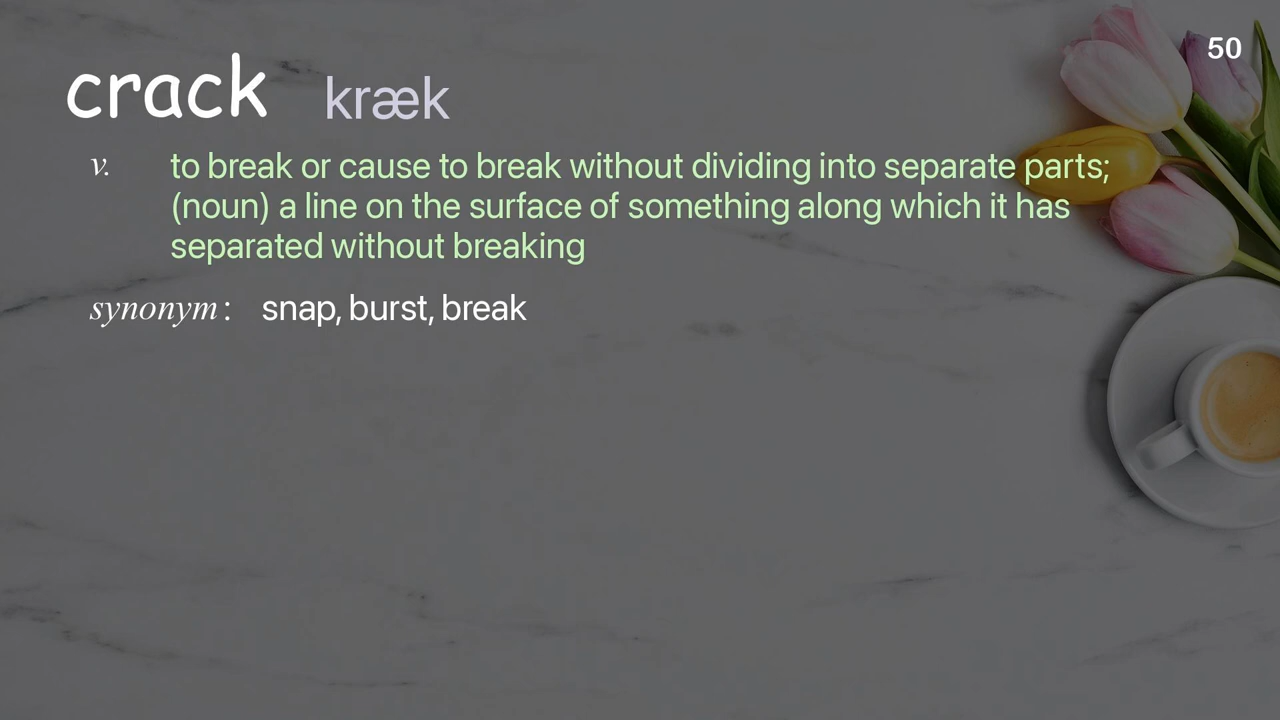 50
crack kræk
v. to break or cause to break without dividing into separate parts;
(noun) a line on the surface of something along which it has
separated without breaking
synonym: snap, burst, break